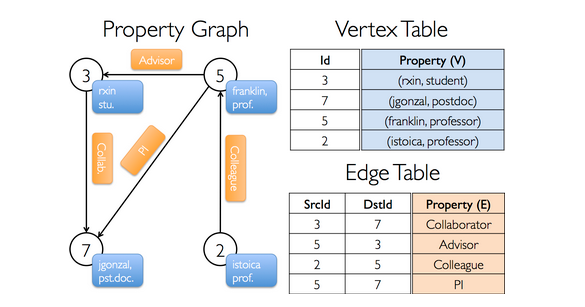 Property Graph
Advisor
3
5
rxin
stu.
franklin,
prof.
Collab.
PI
Colleague
7
2
jgonzal,
pst.doc.
istoica
prof.
Vertex Table
Id Property (V)
3 (rxin, student)
7 (jgonzal, postdoc)
5 (franklin, professor)
2 (istoica, professor)
Edge Table
SrcId DstId Property (E)
3 7 Collaborator
5 3 Advisor
2 5 Colleague
5 7 PI